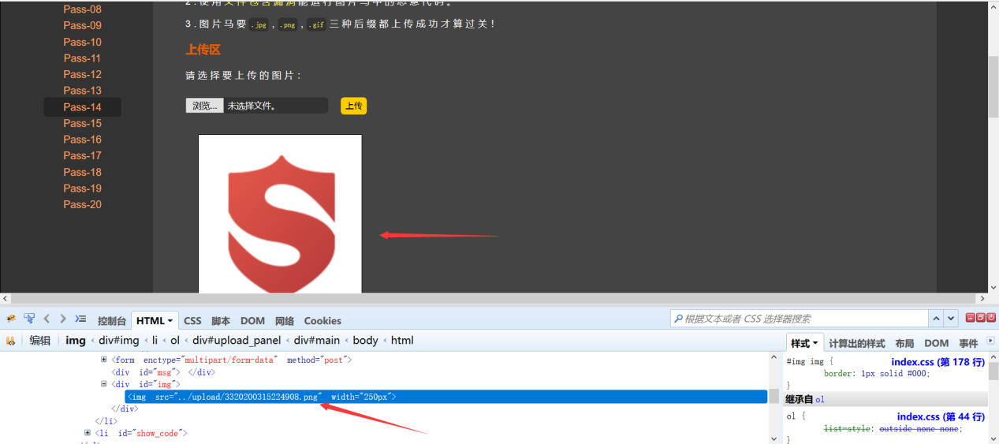 Pass-08
Pass-09
Pass-10
Pass-11
Pass-12
Pass-13
Pass-14
Pass-15
Pass-16
Pass-17
Pass-18
Pass-19
Pass-20
2.使用文件包含漏洞能运行图片马中的恶意代码。
3.图片马要 .jpg , .png , .gif 三种后缀都上传成功才算过关!
上传区
请选择要上传的图片:
浏览... 未选择文件。 上传
控制台 HTML CSS 脚本 DOM 网络 Cookies
根据文本或者 CSS 选择器搜索
编辑 img < div#img < li < ol < div#upload_panel < div#main < body < html
<form enctype="multipart/form-data" method="post">
<div id="msg"> </div>
<div id="img">
<img src="../upload/3320200315224908.png" width="250px">
</div>
</li>
<li id="show_code">
样式 计算出的样式 布局 DOM 事件
#img img { index.css (第 178 行)
border: 1px solid #000;
}
继承自 ol
ol { index.css (第 44 行)
list-style: outside none none;
}